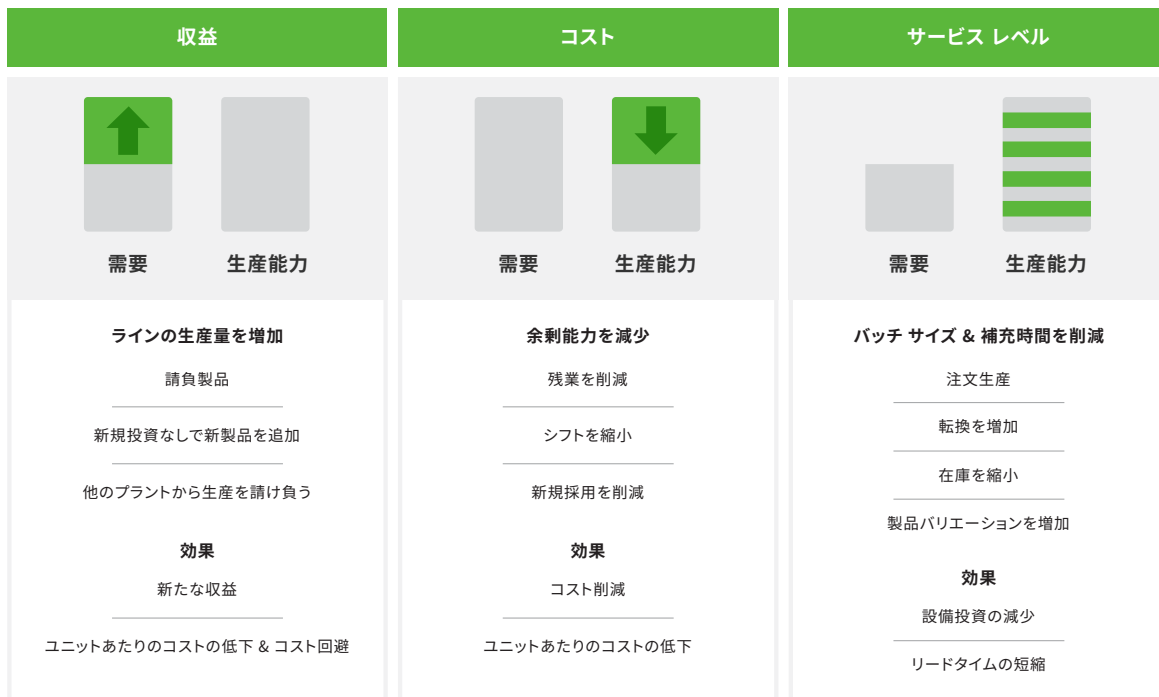 収益
需要
生産能力
ラインの生産量を増加
請負製品
新規投資なしで新製品を追加
他のプラントから生産を請け負う
効果
新たな収益
ユニットあたりのコストの低下 & コスト回避
コスト
需要
生産能力
余剰能力を減少
残業を削減
シフトを縮小
新規採用を削減
効果
コスト削減
ユニットあたりのコストの低下
サービス レベル
需要
生産能力
バッチ サイズ & 補充時間を削減
注文生産
転換を増加
在庫を縮小
製品バリエーションを増加
効果
設備投資の減少
リードタイムの短縮